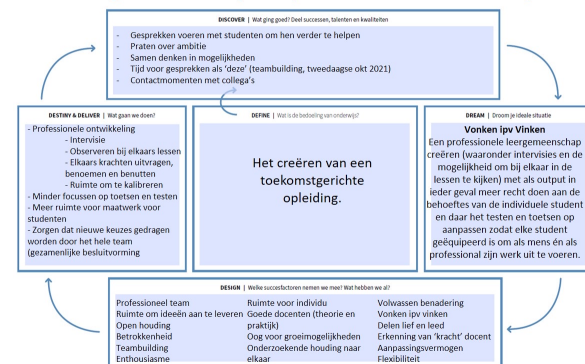 DISCOVER | Wat ging goed? Deel successen, talenten en kwaliteiten
- Gesprekken voeren met studenten om hen verder te helpen
- Praten over ambitie
- Samen denken in mogelijkheden
- Tijd voor gesprekken als ‘deze’ (teambuilding, tweedaagse okt 2021)
- Contactmomenten met collega’s
DESTINY & DELIVER | Wat gaan we doen?
- Professionele ontwikkeling
- Intervisie
- Observeren bij elkaars lessen
- Elkaars krachten uitvragen,
benoemen en benutten
- Ruimte om te kalibreren
- Minder focussen op toetsen en testen
- Meer ruimte voor maatwerk voor
studenten
- Zorgen dat nieuwe keuzes gedragen
worden door het hele team
(gezamenlijke besluitvorming
DEFINE | Wat is de bedoeling van onderwijs?
Het creëren van een
toekomstgerichte
opleiding.
DREAM | Droom je ideale situatie
Vonken ipv Vinken
Een professionele leergemeenschap
creëren (waaronder intervisies en de
mogelijkheid om bij elkaar in de
lessen te kijken) met als output in
ieder geval meer recht doen aan de
behoeftes van de individuele student
en daar het testen en toetsen op
aanpassen zodat elke student
geëquipeerd is om als mens én als
professional zijn werk uit te voeren.
DESIGN | Welke succesfactoren nemen we mee? Wat hebben we al?
Professioneel team
Ruimte om ideeën aan te leveren
Open houding
Betrokkenheid
Teambuilding
Enthousiasme
Ruimte voor individu
Goede docenten (theorie en
praktijk)
Oog voor groeimogelijkheden
Onderzoekende houding naar
elkaar
Volwassen benadering
Vonken ipv vinken
Delen lief en leed
Erkenning van ‘kracht’ docent
Aanpassingsvermogen
Flexibiliteit